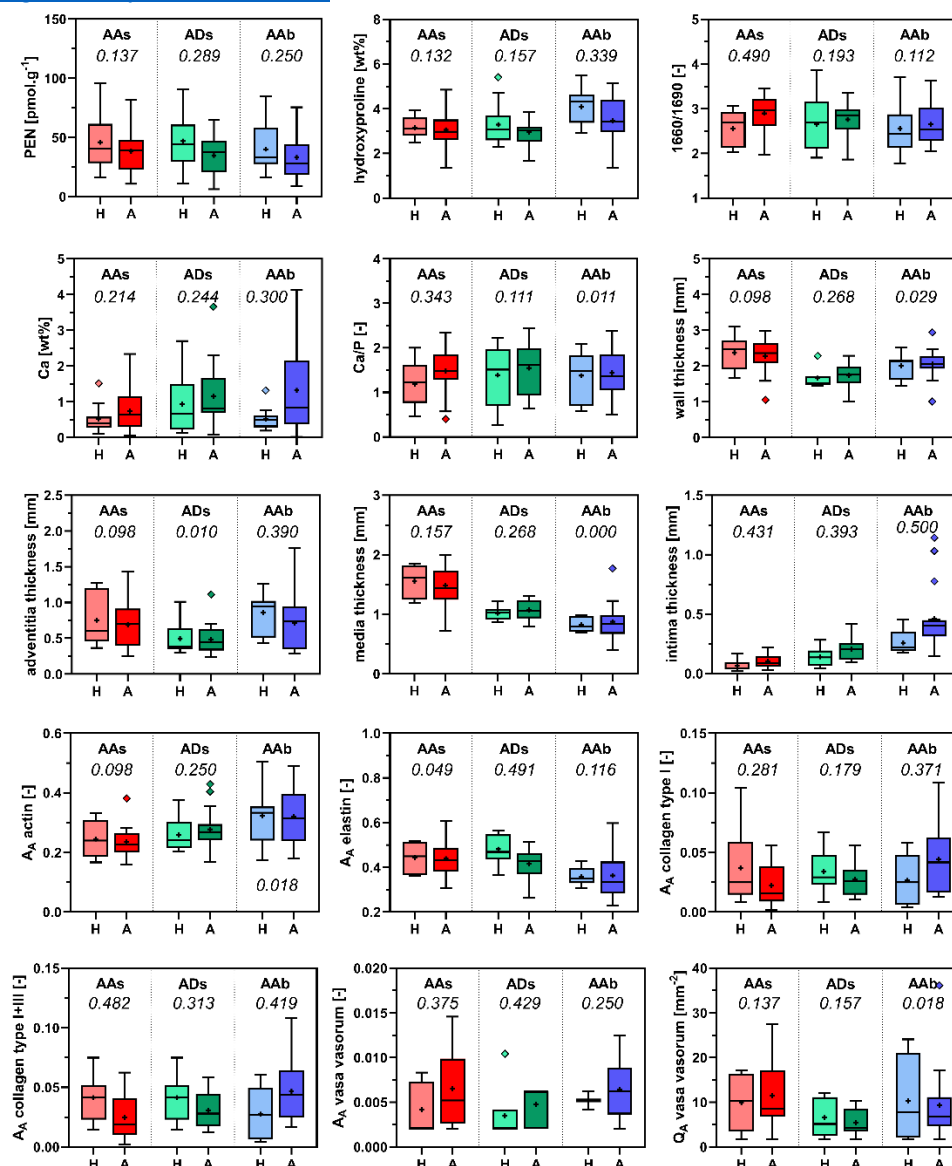 AAs ADs AAb
0.137 0.289 0.250
PEN [pmol.g⁻¹]
150
100
50
0
H A H A H A
AAs ADs AAb
0.132 0.157 0.339
hydroxyproline [wt%]
8
6
4
2
0
H A H A H A
AAs ADs AAb
0.490 0.193 0.112
1660/1690 [-]
5
4
3
2
1
H A H A H A
AAs ADs AAb
0.214 0.244 0.300
Ca [wt%]
5
4
3
2
1
0
H A H A H A
AAs ADs AAb
0.343 0.111 0.011
Ca/P [-]
4
3
2
1
0
H A H A H A
AAs ADs AAb
0.098 0.268 0.029
wall thickness [mm]
5
4
3
2
1
0
H A H A H A
AAs ADs AAb
0.098 0.010 0.390
adventitia thickness [mm]
2.5
2.0
1.5
1.0
0.5
0.0
H A H A H A
AAs ADs AAb
0.157 0.268 0.000
media thickness [mm]
3
2
1
0
H A H A H A
AAs ADs AAb
0.431 0.393 0.500
intima thickness [mm]
1.5
1.0
0.5
0.0
H A H A H A
AAs ADs AAb
0.098 0.250
0.018
A_A actin [-]
0.6
0.4
0.2
0.0
H A H A H A
AAs ADs AAb
0.049 0.491 0.116
A_A elastin [-]
0.8
0.6
0.4
0.2
H A H A H A
AAs ADs AAb
0.281 0.179 0.371
A_A collagen type I [-]
0.15
0.10
0.05
0.00
H A H A H A
AAs ADs AAb
0.482 0.313 0.419
A_A collagen type I+III [-]
0.15
0.10
0.05
0.00
H A H A H A
AAs ADs AAb
0.375 0.429 0.250
A_A vasa vasorum [-]
0.020
0.015
0.010
0.005
0.000
H A H A H A
AAs ADs AAb
0.137 0.157 0.018
Q_A vasa vasorum [mm⁻²]
40
30
20
10
0
H A H A H A